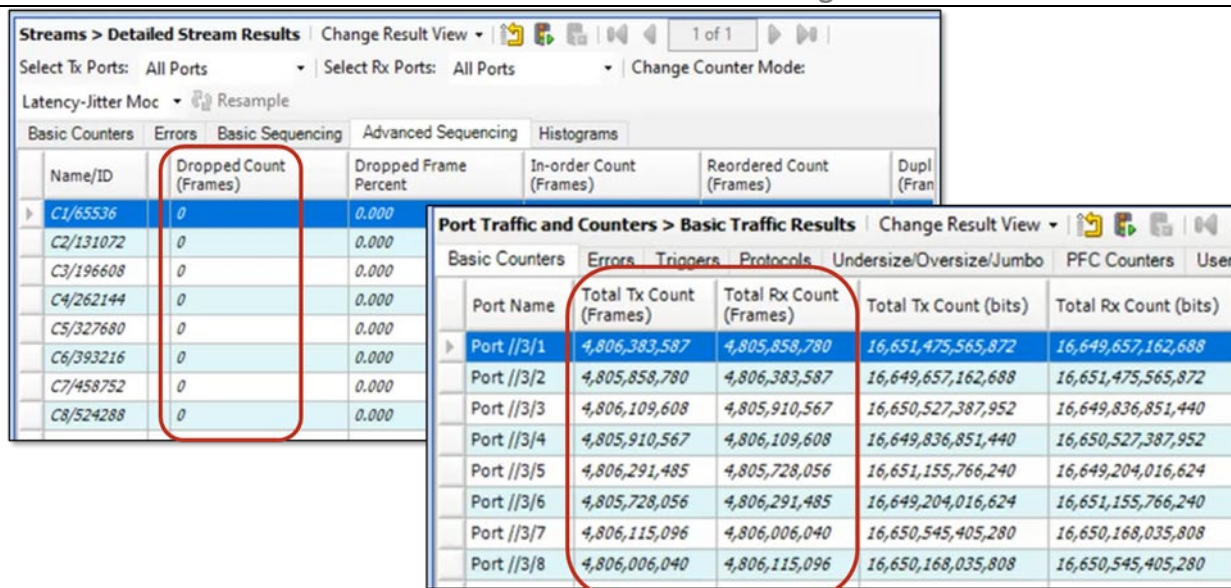 Streams > Detailed Stream Results Change Result View 1 of 1
Select Tx Ports: All Ports Select Rx Ports: All Ports Change Counter Mode:
Latency-Jitter Moc Resample
Basic Counters Errors Basic Sequencing Advanced Sequencing Histograms
Name/ID Dropped Count (Frames) Dropped Frame Percent In-order Count (Frames) Reordered Count (Frames) Dupl (Fran
C1/65536 0 0.000
C2/131072 0 0.000
C3/196608 0 0.000
C4/262144 0 0.000
C5/327680 0 0.000
C6/393216 0 0.000
C7/458752 0 0.000
C8/524288 0 0.000
Port Traffic and Counters > Basic Traffic Results Change Result View
Basic Counters Errors Triggers Protocols Undersize/Oversize/Jumbo PFC Counters User
Port Name Total Tx Count (Frames) Total Rx Count (Frames) Total Tx Count (bits) Total Rx Count (bits)
Port //3/1 4,806,383,587 4,805,858,780 16,651,475,565,872 16,649,657,162,688
Port //3/2 4,805,858,780 4,806,383,587 16,649,657,162,688 16,651,475,565,872
Port //3/3 4,806,109,608 4,805,910,567 16,650,527,387,952 16,649,836,851,440
Port //3/4 4,805,910,567 4,806,109,608 16,649,836,851,440 16,650,527,387,952
Port //3/5 4,806,291,485 4,805,728,056 16,651,155,766,240 16,649,204,016,624
Port //3/6 4,805,728,056 4,806,291,485 16,649,204,016,624 16,651,155,766,240
Port //3/7 4,806,115,096 4,806,006,040 16,650,545,405,280 16,650,168,035,808
Port //3/8 4,806,006,040 4,806,115,096 16,650,168,035,808 16,650,545,405,280